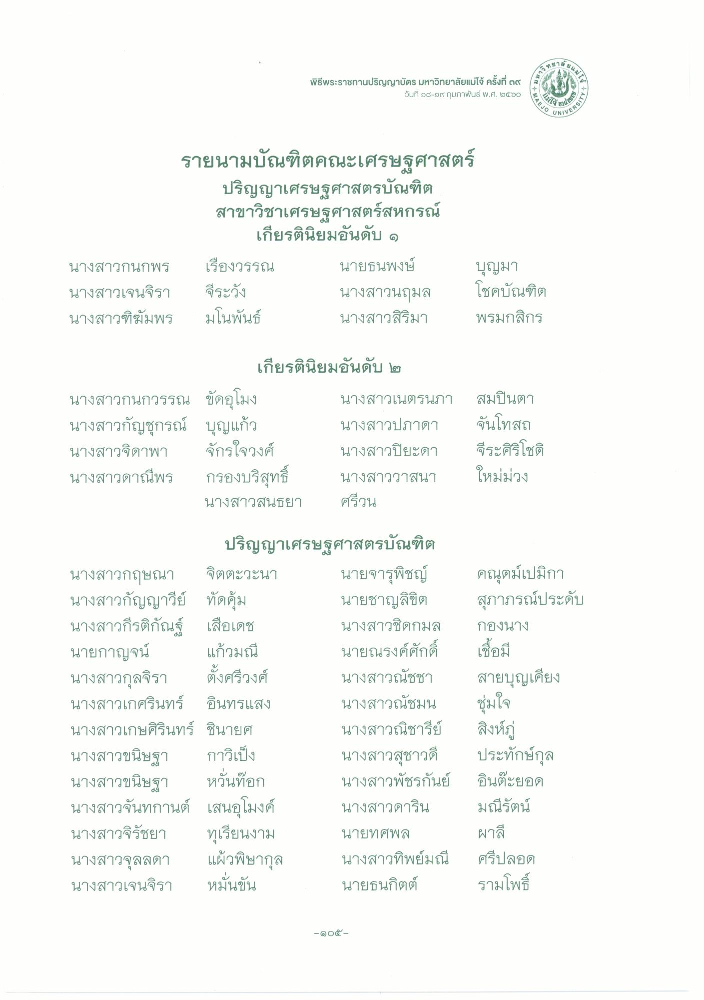 พิธีพระราชทานปริญญาบัตร มหาวิทยาลัยแม่โจ้ ครั้งที่ ๓๙
วันที่ ๑๘-๑๙ กุมภาพันธ์ พ.ศ. ๒๕๖๐
มหาวิทยาลัยแม่โจ้
แม่โจ้ ๒๔๗๗
MAEJO UNIVERSITY
รายนามบัณฑิตคณะเศรษฐศาสตร์
ปริญญาเศรษฐศาสตรบัณฑิต
สาขาวิชาเศรษฐศาสตร์สหกรณ์
เกียรตินิยมอันดับ ๑
นางสาวกนกพร เรืองวรรณ นายธนพงษ์ บุญมา
นางสาวเจนจิรา จีระวัง นางสาวนฤมล โชคบัณฑิต
นางสาวฑิฆัมพร มโนพันธ์ นางสาวสิริมา พรมกสิกร
เกียรตินิยมอันดับ ๒
นางสาวกนกวรรณ ขัดอุโมง นางสาวเนตรนภา สมปินตา
นางสาวกัญชุกรณ์ บุญแก้ว นางสาวปภาดา จันโทสถ
นางสาวจิดาพา จักรใจวงศ์ นางสาวปิยะดา จีระศิริโชติ
นางสาวดาณีพร กรองบริสุทธิ์ นางสาววาสนา ใหม่ม่วง
นางสาวสนธยา ศรีวน
ปริญญาเศรษฐศาสตรบัณฑิต
นางสาวกฤษณา จิตตะวะนา นายจารุพิชญ์ คณุตม์เปมิกา
นางสาวกัญญาวีย์ ทัดคุ้ม นายชาญลิขิต สุภาภรณ์ประดับ
นางสาวกีรติกัณฐ์ เสือเดช นางสาวชิดกมล กองนาง
นายกาญจน์ แก้วมณี นายณรงค์ศักดิ์ เชื้อมี
นางสาวกุลจิรา ตั้งศรีวงศ์ นางสาวณัชชา สายบุญเคียง
นางสาวเกศรินทร์ อินทรแสง นางสาวณัชมน ชุ่มใจ
นางสาวเกษศิรินทร์ ชินายศ นางสาวณิชารีย์ สิงห์ภู่
นางสาวขนิษฐา กาวิเป็ง นางสาวสุชาวดี ประทักษ์กุล
นางสาวขนิษฐา หวั่นท๊อก นางสาวพัชรกันย์ อินต๊ะยอด
นางสาวจันทกานต์ เสนอุโมงค์ นางสาวดาริน มณีรัตน์
นางสาวจิรัชยา ทุเรียนงาม นายทศพล ผาลี
นางสาวจุลลดา แผ้วพิษากุล นางสาวทิพย์มณี ศรีปลอด
นางสาวเจนจิรา หมั่นขัน นายธนกิตต์ รามโพธิ์
-๑๐๕-